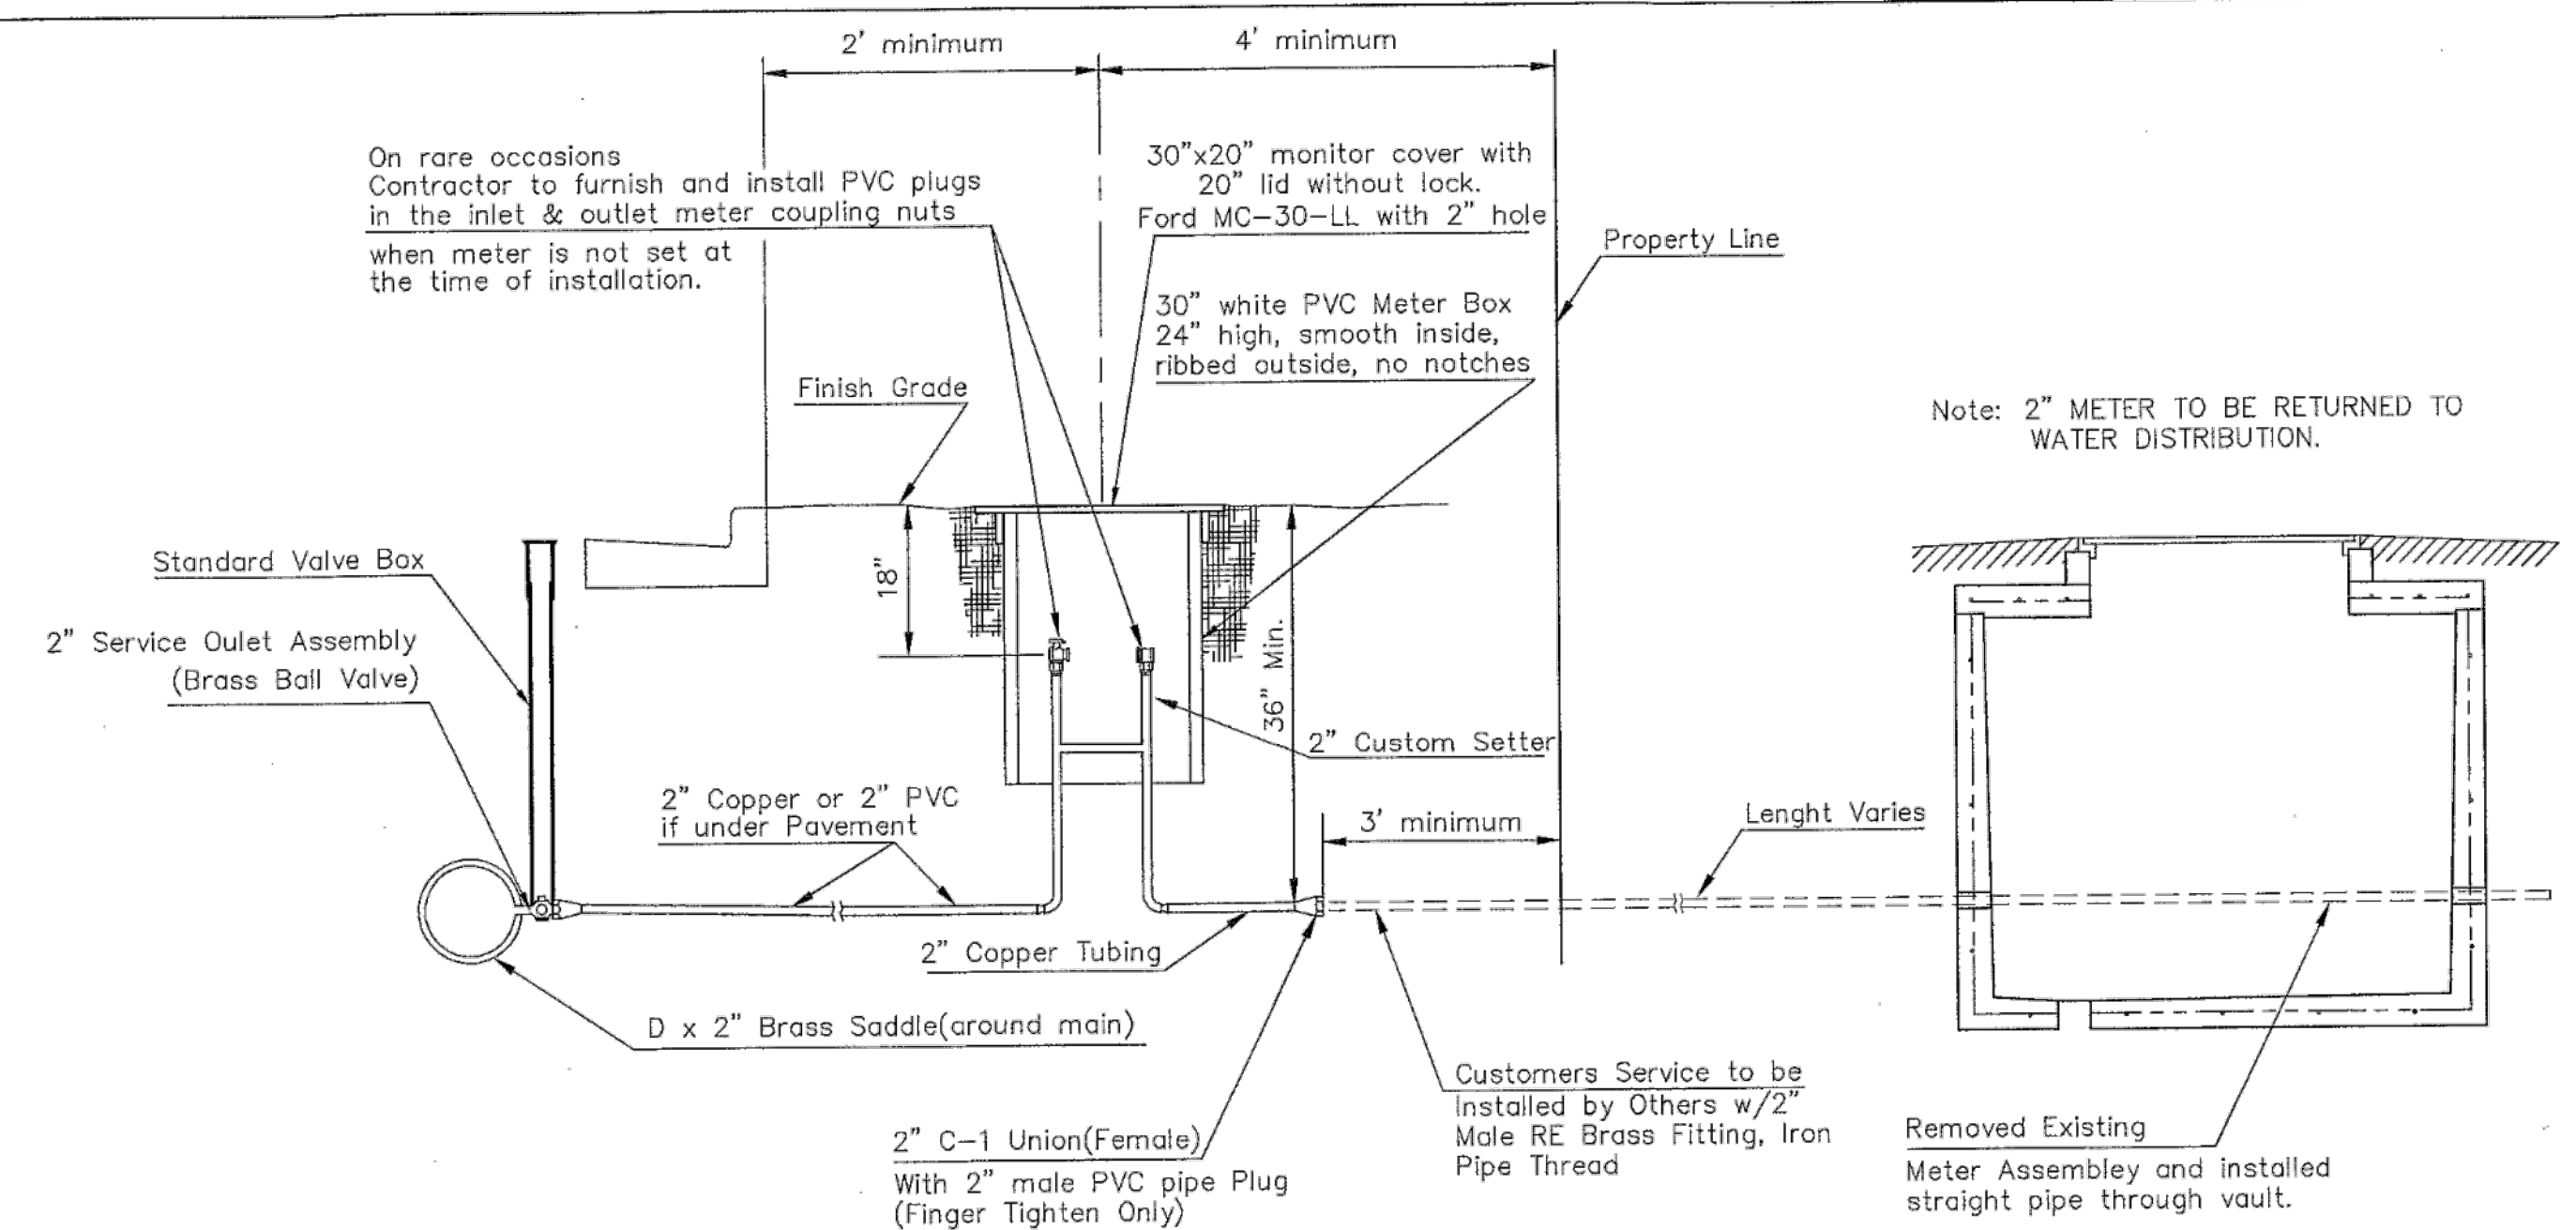 2' minimum
4' minimum
On rare occasions
Contractor to furnish and install PVC plugs
in the inlet & outlet meter coupling nuts
when meter is not set at
the time of installation.
30"x20" monitor cover with
20" lid without lock.
Ford MC-30-LL with 2" hole
Property Line
30" white PVC Meter Box
24" high, smooth inside,
ribbed outside, no notches
Finish Grade
Note: 2" METER TO BE RETURNED TO
WATER DISTRIBUTION.
Standard Valve Box
18"
2" Service Oulet Assembly
(Brass Ball Valve)
36" Min.
2" Custom Setter
2" Copper or 2" PVC
if under Pavement
3' minimum
Lenght Varies
2" Copper Tubing
D x 2" Brass Saddle(around main)
2" C-1 Union(Female)
With 2" male PVC pipe Plug
(Finger Tighten Only)
Customers Service to be
Installed by Others w/2"
Male RE Brass Fitting, Iron
Pipe Thread
Removed Existing
Meter Assembley and installed
straight pipe through vault.